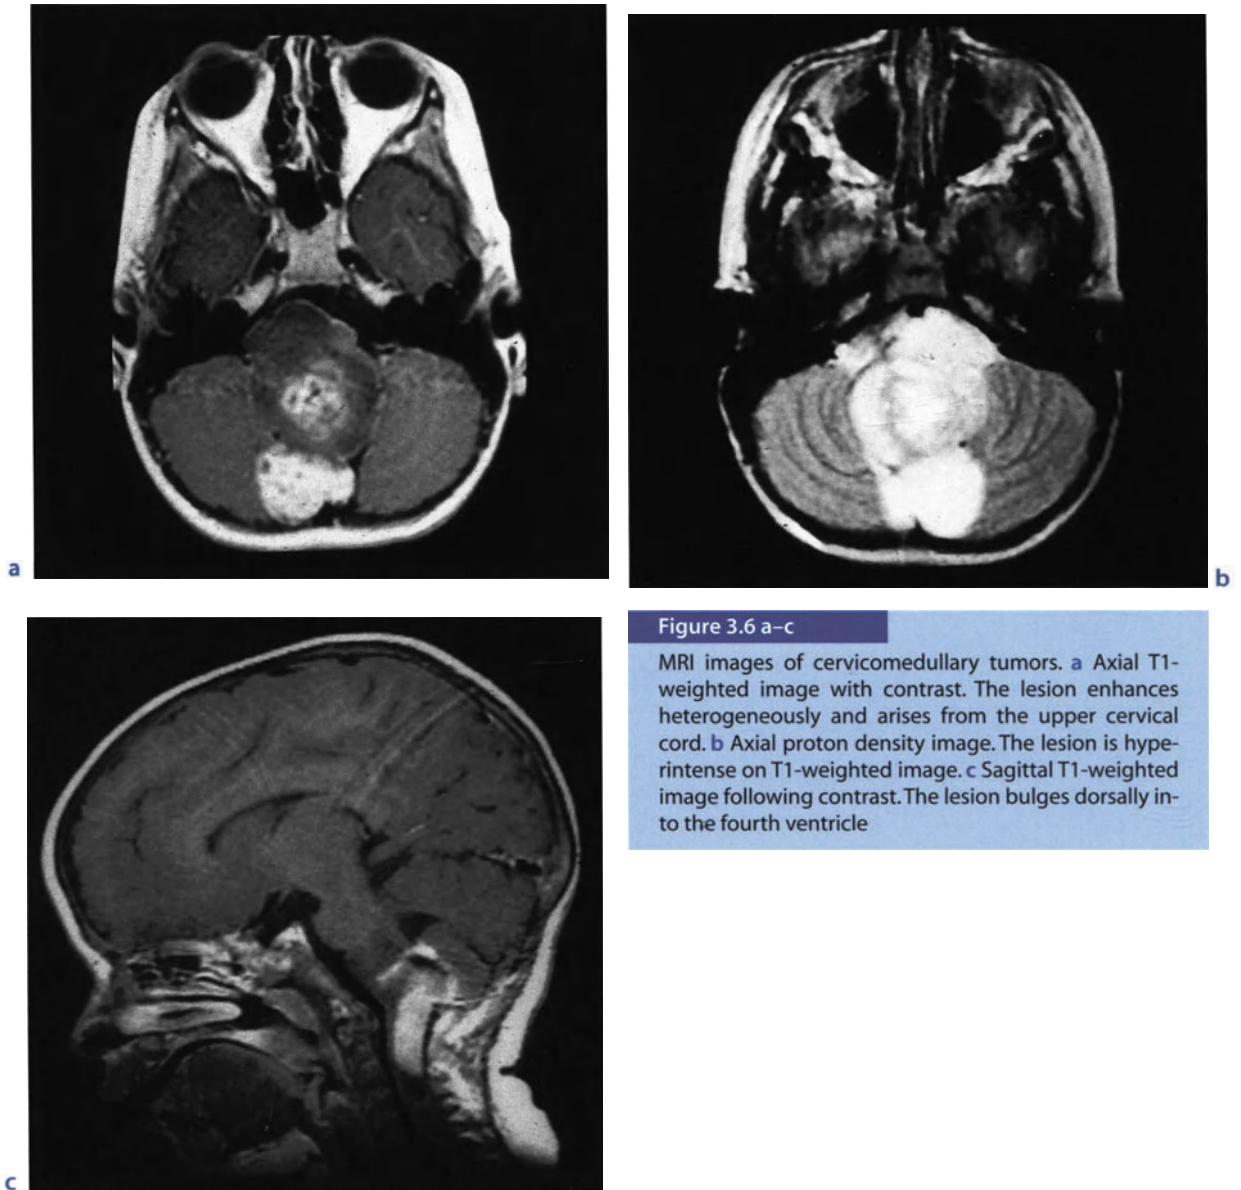 a
b
c
Figure 3.6 a–c
MRI images of cervicomedullary tumors. a Axial T1-
weighted image with contrast. The lesion enhances
heterogeneously and arises from the upper cervical
cord. b Axial proton density image. The lesion is hype-
rintense on T1-weighted image. c Sagittal T1-weighted
image following contrast. The lesion bulges dorsally in-
to the fourth ventricle